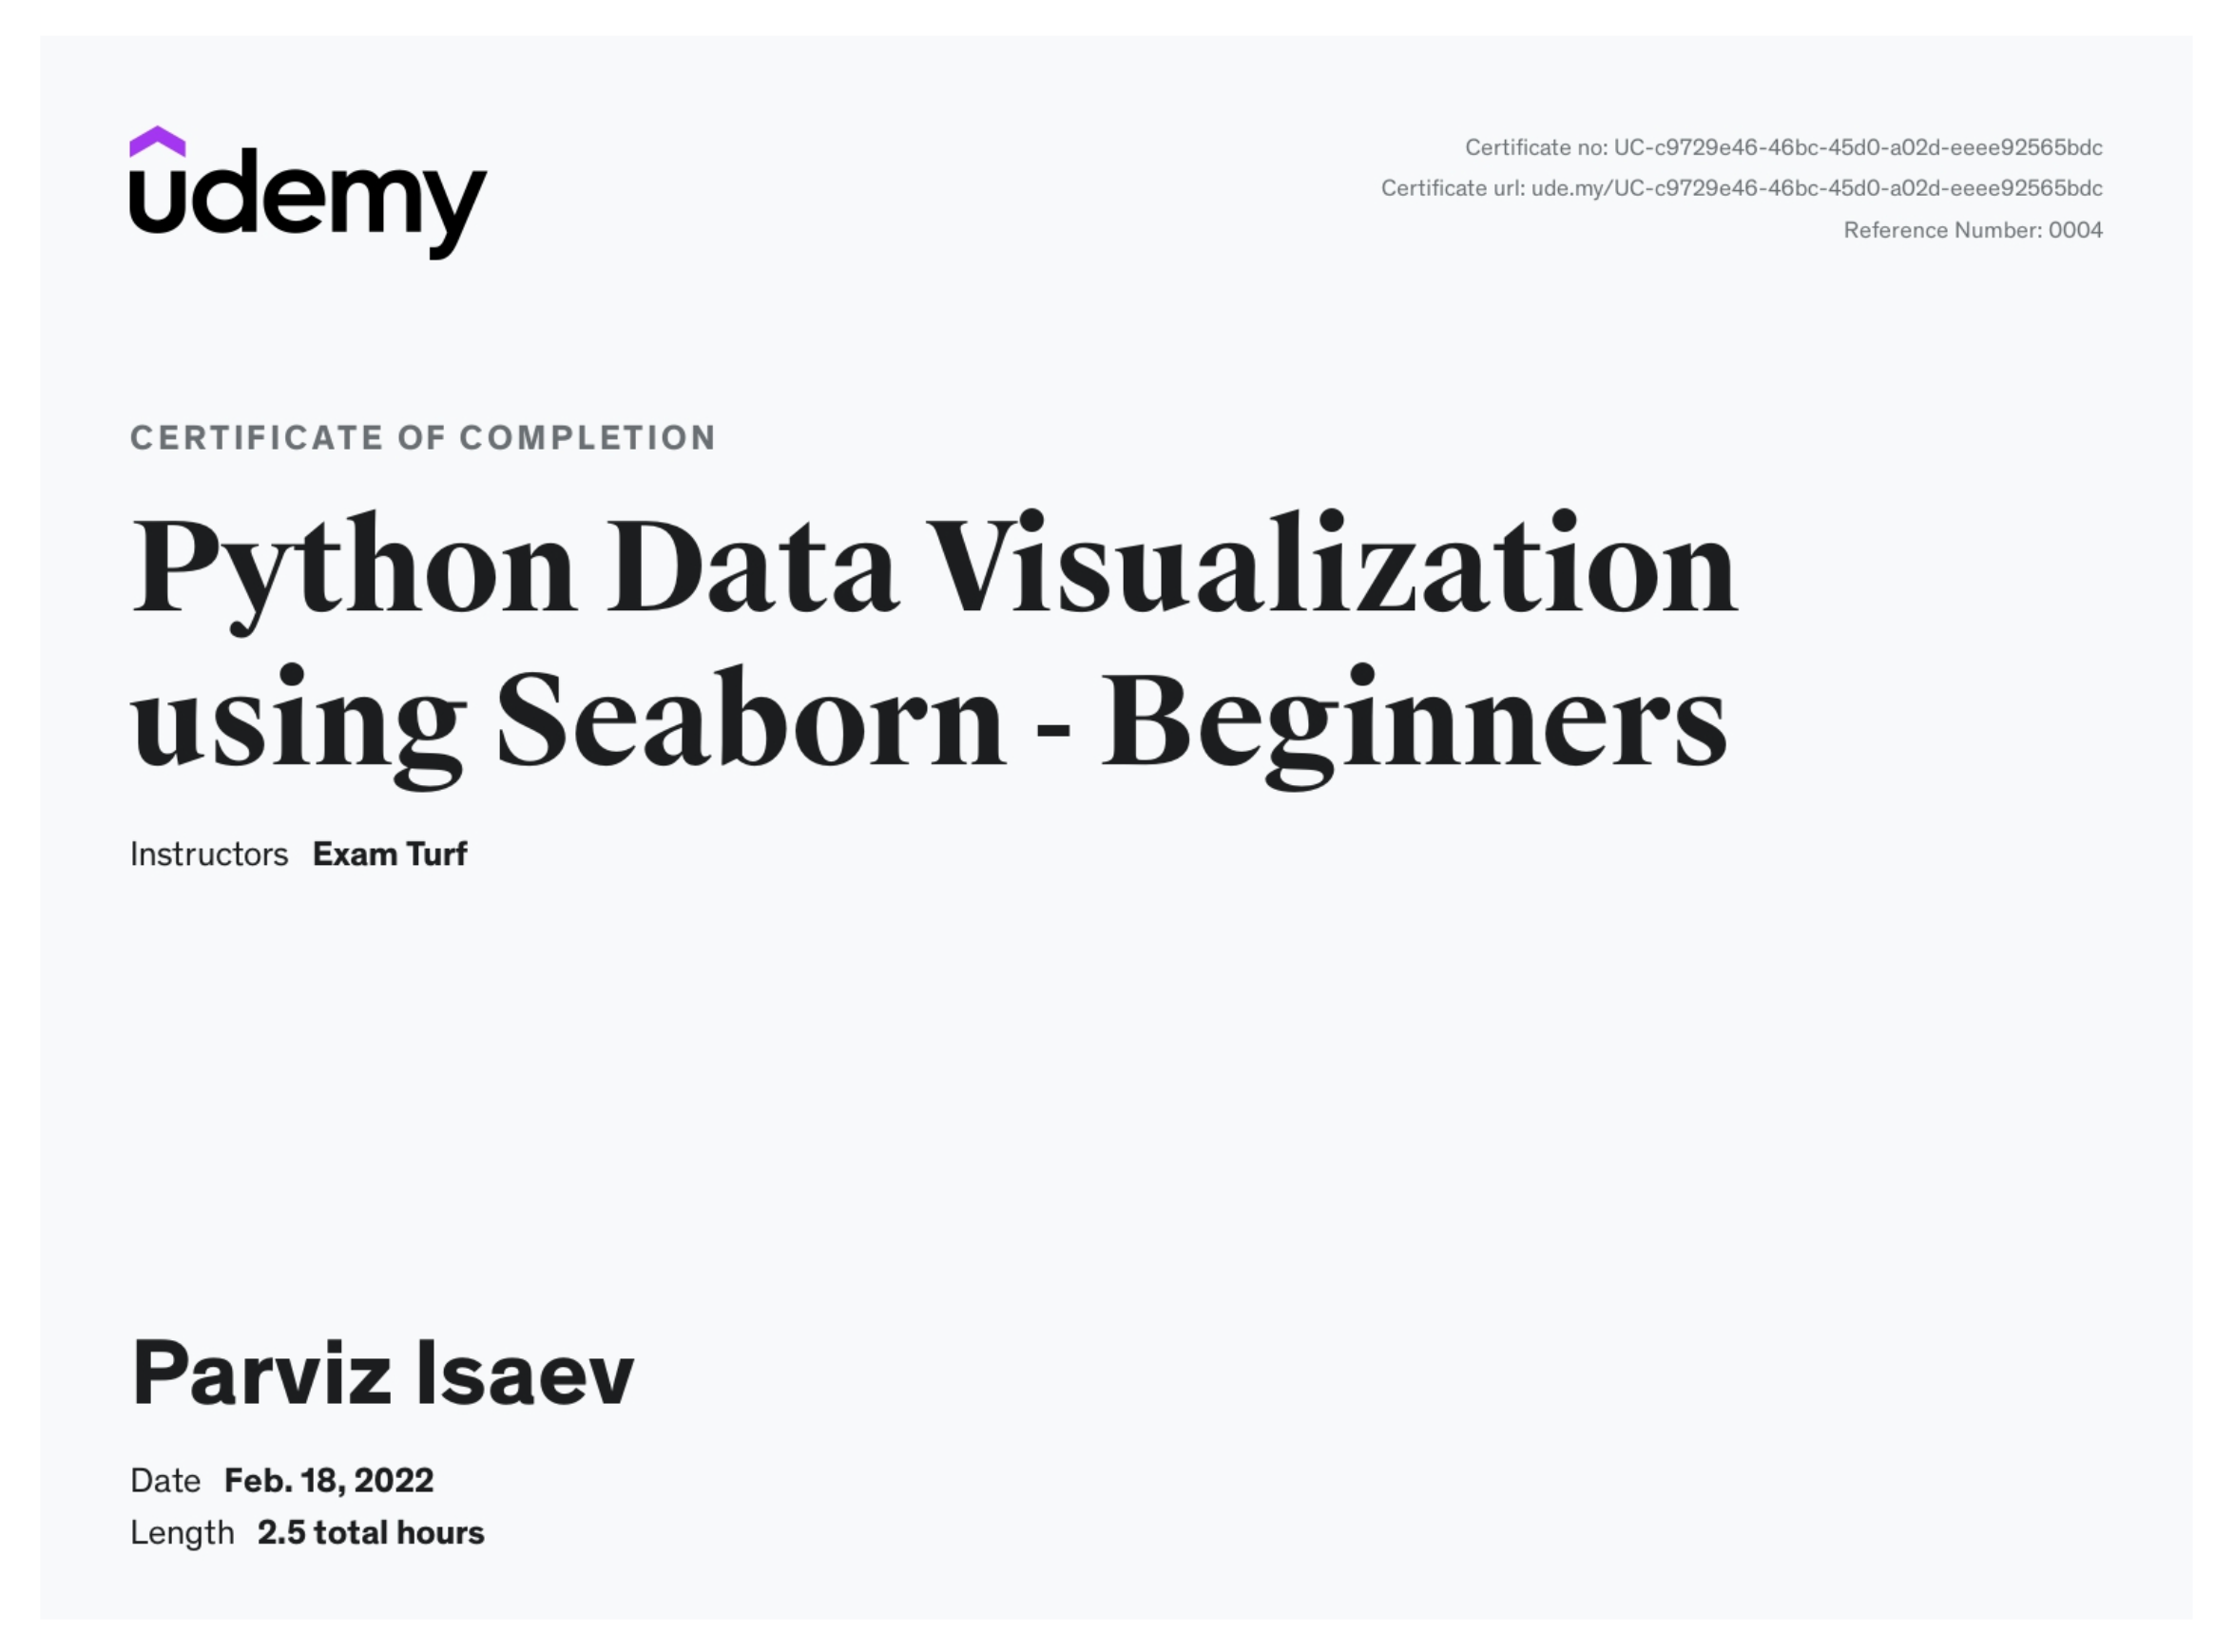 udemy
Certificate no: UC-c9729e46-46bc-45d0-a02d-eeee92565bdc
Certificate url: ude.my/UC-c9729e46-46bc-45d0-a02d-eeee92565bdc
Reference Number: 0004
CERTIFICATE OF COMPLETION
Python Data Visualization
using Seaborn - Beginners
Instructors Exam Turf
Parviz Isaev
Date Feb. 18, 2022
Length 2.5 total hours